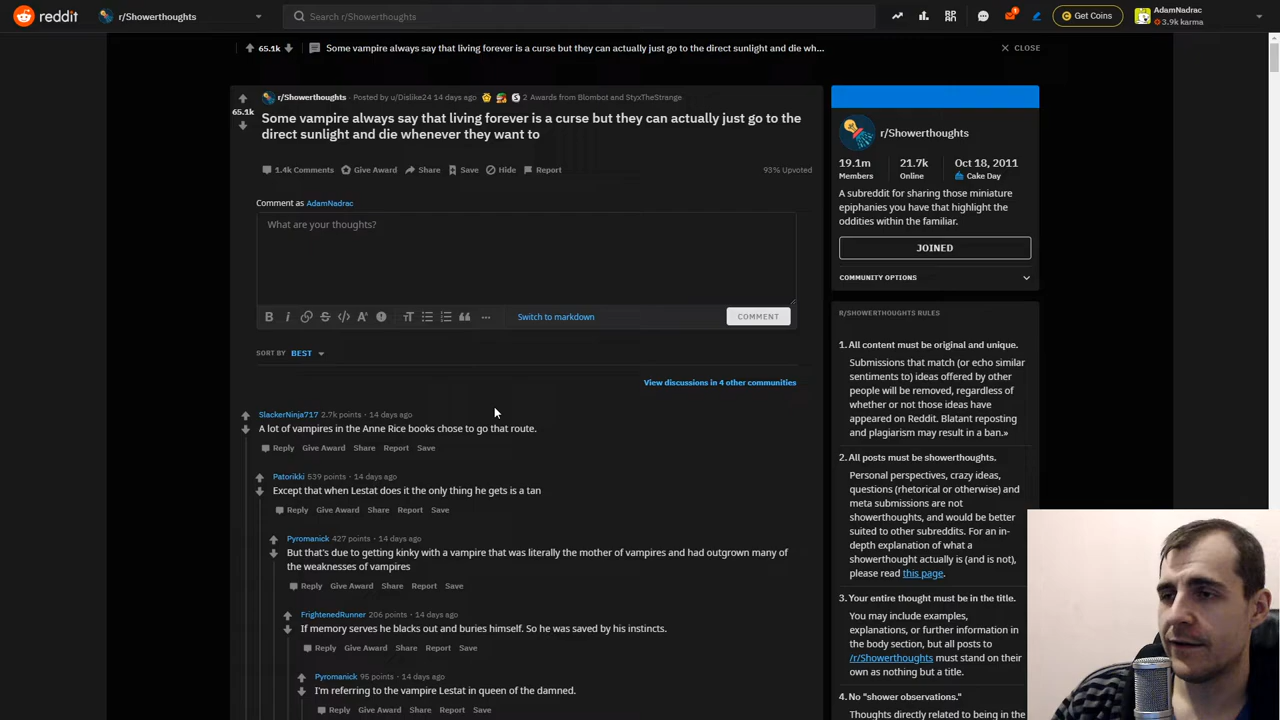 reddit
r/Showerthoughts
Search r/Showerthoughts
Get Coins
AdamNadrac
3.9k karma
65.1k
Some vampire always say that living forever is a curse but they can actually just go to the direct sunlight and die wh...
CLOSE
65.1k
r/Showerthoughts · Posted by u/Dislike24 14 days ago
2 Awards from Blombot and StyxTheStrange
Some vampire always say that living forever is a curse but they can actually just go to the
direct sunlight and die whenever they want to
1.4k Comments
Give Award
Share
Save
Hide
Report
93% Upvoted
Comment as AdamNadrac
What are your thoughts?
Switch to markdown
COMMENT
SORT BY BEST
View discussions in 4 other communities
SlackerNinja717 2.7k points · 14 days ago
A lot of vampires in the Anne Rice books chose to go that route.
Reply Give Award Share Report Save
Patorikki 539 points · 14 days ago
Except that when Lestat does it the only thing he gets is a tan
Reply Give Award Share Report Save
Pyromanick 427 points · 14 days ago
But that's due to getting kinky with a vampire that was literally the mother of vampires and had outgrown many of
the weaknesses of vampires
Reply Give Award Share Report Save
FrightenedRunner 206 points · 14 days ago
If memory serves he blacks out and buries himself. So he was saved by his instincts.
Reply Give Award Share Report Save
Pyromanick 95 points · 14 days ago
I'm referring to the vampire Lestat in queen of the damned.
Reply Give Award Share Report Save
r/Showerthoughts
19.1m
Members
21.7k
Online
Oct 18, 2011
Cake Day
A subreddit for sharing those miniature
epiphanies you have that highlight the
oddities within the familiar.
JOINED
COMMUNITY OPTIONS
R/SHOWERTHOUGHTS RULES
1. All content must be original and unique.
Submissions that match (or echo similar
sentiments to) ideas offered by other
people will be removed, regardless of
whether or not those ideas have
appeared on Reddit. Blatant reposting
and plagiarism may result in a ban.»
2. All posts must be showerthoughts.
Personal perspectives, crazy ideas,
questions (rhetorical or otherwise) and
meta submissions are not
showerthoughts, and would be better
suited to other subreddits. For an in-
depth explanation of what a
showerthought actually is (and is not),
please read this page.
3. Your entire thought must be in the title.
You may include examples,
explanations, or further information in
the body section, but all posts to
/r/Showerthoughts must stand on their
own as nothing but a title.
4. No "shower observations."
Thoughts directly related to being in the